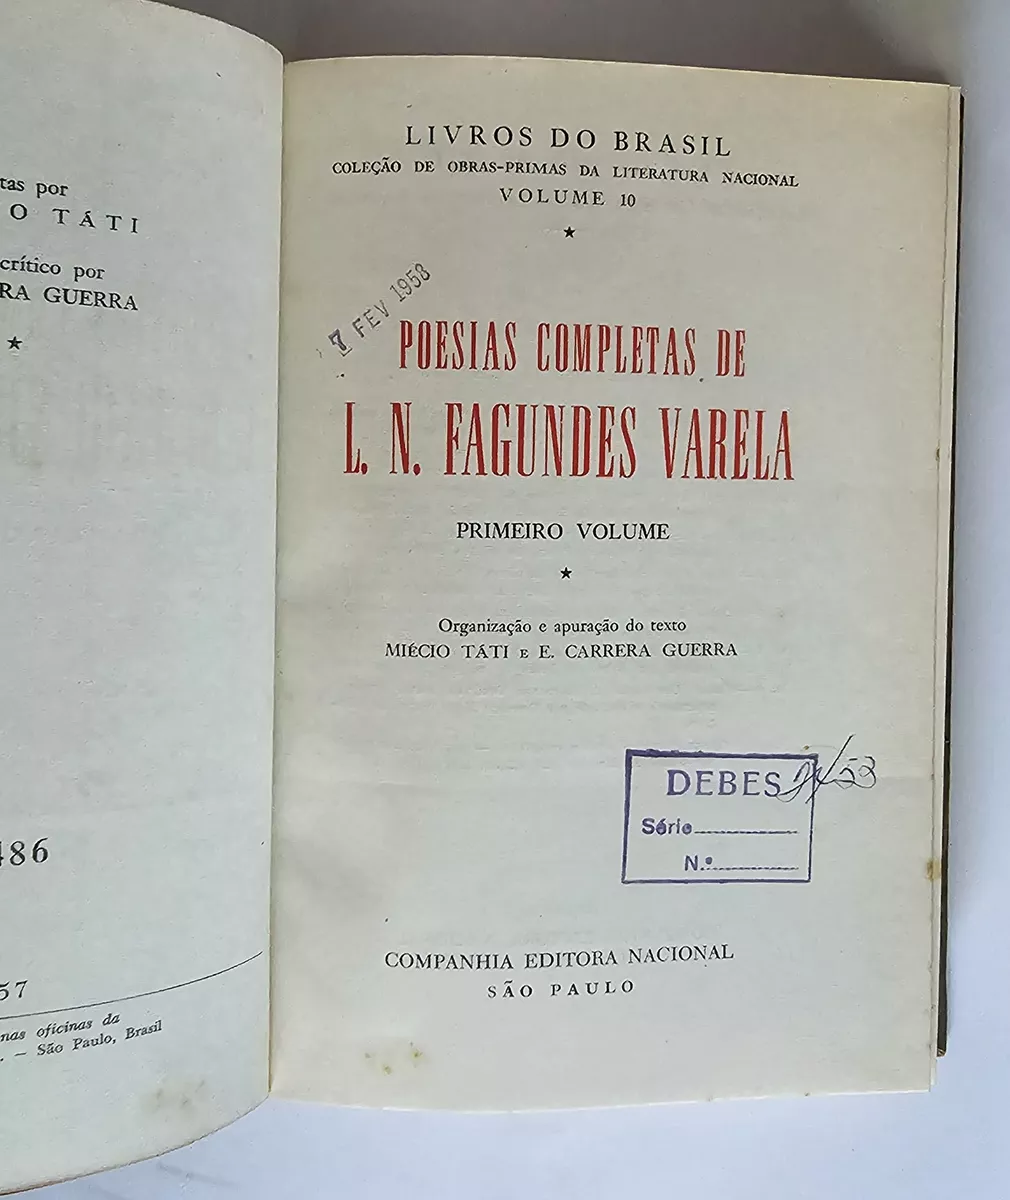 tas por
O TÁTI
crítico por
RA GUERRA
★
486
57
nas oficinas da
. — São Paulo, Brasil
LIVROS DO BRASIL
COLEÇÃO DE OBRAS-PRIMAS DA LITERATURA NACIONAL
VOLUME 10
★
7 FEV 1958
POESIAS COMPLETAS DE
L. N. FAGUNDES VARELA
PRIMEIRO VOLUME
★
Organização e apuração do texto
MIÉCIO TÁTI E E. CARRERA GUERRA
DEBES
Série
N.º
COMPANHIA EDITORA NACIONAL
SÃO PAULO